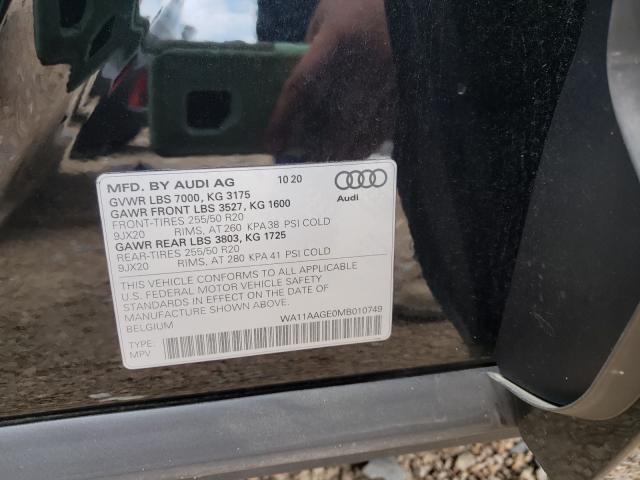 MFD. BY AUDI AG 10 20
GVWR LBS 7000, KG 3175
GAWR FRONT LBS 3527, KG 1600
FRONT-TIRES 255/50 R20
9JX20 RIMS, AT 260 KPA 38 PSI COLD
GAWR REAR LBS 3803, KG 1725
REAR-TIRES 255/50 R20
9JX20 RIMS, AT 280 KPA 41 PSI COLD
Audi
THIS VEHICLE CONFORMS TO ALL APPLICABLE
U.S. FEDERAL MOTOR VEHICLE SAFETY
STANDARDS IN EFFECT ON THE DATE OF
MANUFACTURE SHOWN ABOVE.
BELGIUM
WA11AAGE0MB010749
TYPE:
MPV